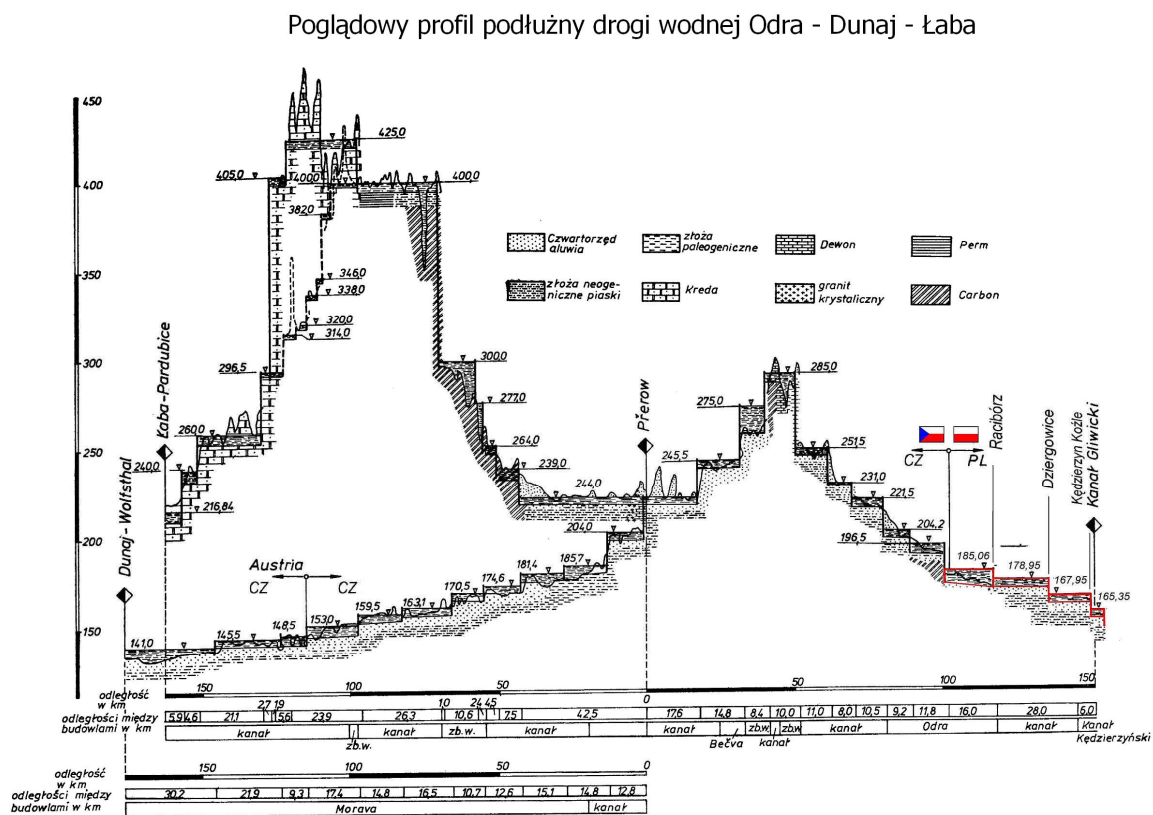 Poglądowy profil podłużny drogi wodnej Odra - Dunaj - Łaba
450
400
350
300
250
200
150
425,0
405,0
400,0
400,0
382,0
346,0
338,0
320,0
314,0
296,5
260,0
240,0
216,84
300,0
277,0
264,0
239,0
244,0
204,0
245,5
275,0
285,0
251,5
231,0
221,5
204,2
196,5
185,06
178,95
167,95
165,35
Czwartorzęd aluwia
złoża paleogeniczne
Dewon
Perm
złoża neogeniczne piaski
Kreda
granit krystaliczny
Carbon
Dunaj-Wolfsthal
Łaba-Pardubice
Přerow
CZ
PL
Racibórz
Dziergowice
Kędzierzyn Koźle
Kanał Gliwicki
Austria
CZ
CZ
141,0
145,5
148,5
153,0
159,5
163,1
170,5
174,6
181,4
185,7
odległość w km
150
100
50
0
50
100
150
27 19
10
24 4,5
odległości między budowlami w km
5,9 4,6 21,1 15,6 23,9 26,3 10,6 7,5 42,5 17,6 14,8 8,4 10,0 11,0 8,0 10,5 9,2 11,8 16,0 28,0 6,0
kanał
zb.w.
kanał
zb. w.
kanał
kanał
Bečva
zb.w.
kanał
zb.w.
kanał
Odra
kanał
kanał Kędzierzyński
odległość w km
150
100
50
0
odległości między budowlami w km
30,2 21,9 9,3 17,4 14,8 16,5 10,7 12,6 15,1 14,8 12,8
Morava
kanał